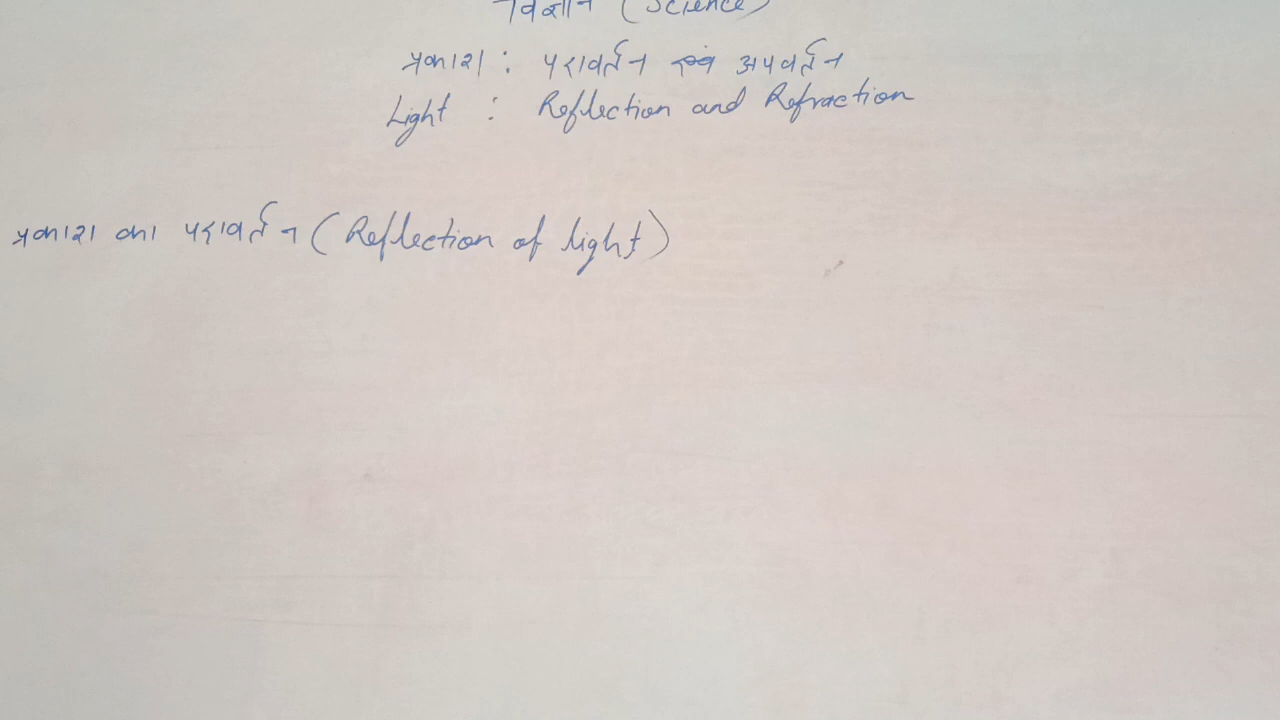 विज्ञान (Science)
प्रकाश : परावर्तन एवं अपवर्तन
Light : Reflection and Refraction
प्रकाश का परावर्तन (Reflection of light)